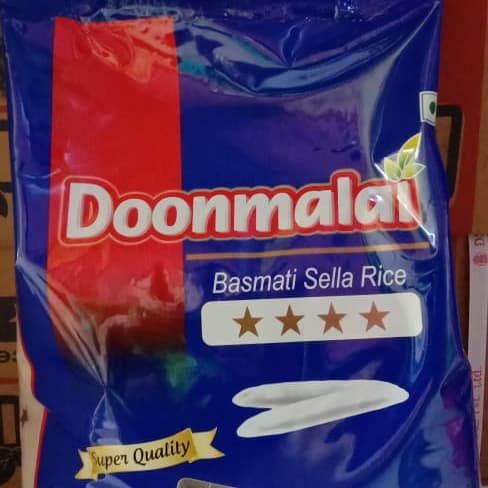 Doonmalai
Basmati Sella Rice
Super Quality